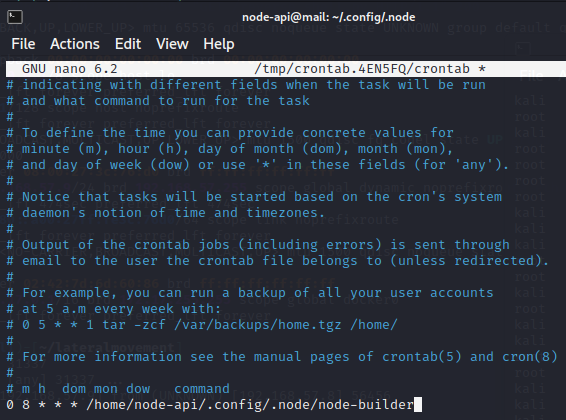 node-api@mail: ~/.config/.node
File Actions Edit View Help
GNU nano 6.2 /tmp/crontab.4EN5FQ/crontab *
# indicating with different fields when the task will be run
# and what command to run for the task
#
# To define the time you can provide concrete values for
# minute (m), hour (h), day of month (dom), month (mon),
# and day of week (dow) or use '*' in these fields (for 'any').
#
# Notice that tasks will be started based on the cron's system
# daemon's notion of time and timezones.
#
# Output of the crontab jobs (including errors) is sent through
# email to the user the crontab file belongs to (unless redirected).
#
# For example, you can run a backup of all your user accounts
# at 5 a.m every week with:
# 0 5 * * 1 tar -zcf /var/backups/home.tgz /home/
#
# For more information see the manual pages of crontab(5) and cron(8)
#
# m h  dom mon dow   command
0 8 * * * /home/node-api/.config/.node/node-builder